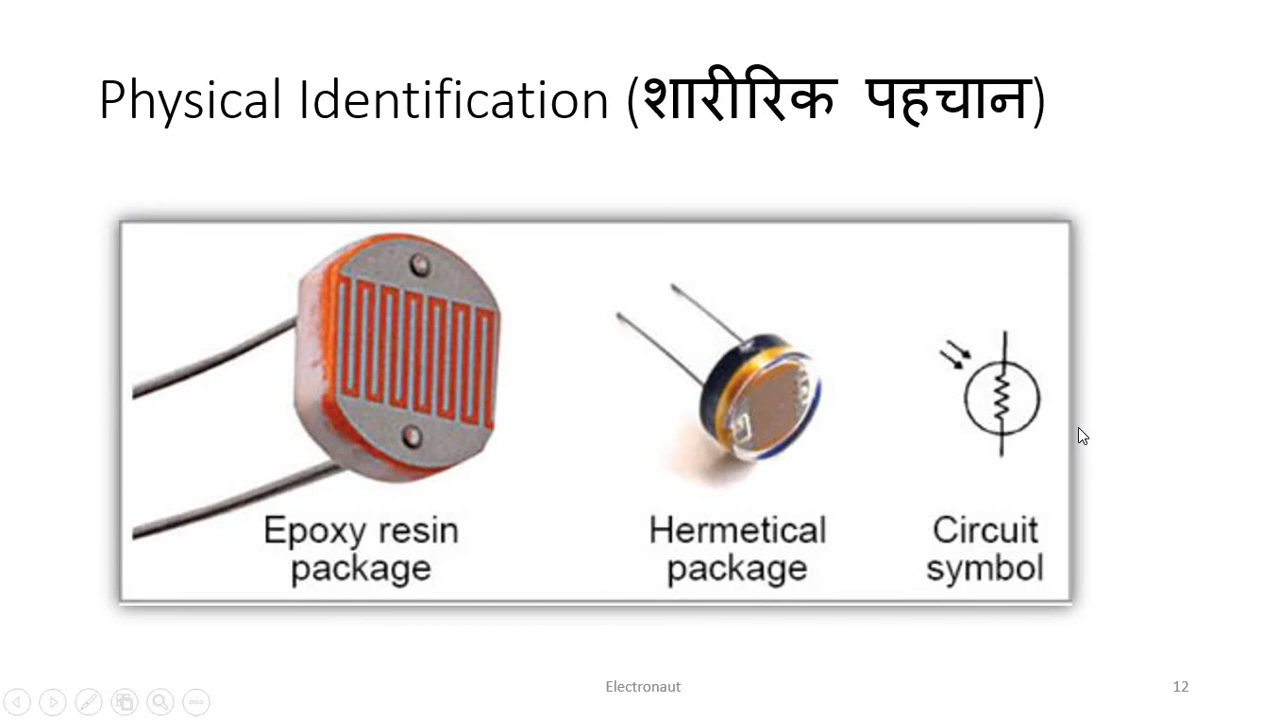 Physical Identification (शारीरिक पहचान)
Epoxy resin
package
Hermetical
package
Circuit
symbol
Electronaut
12